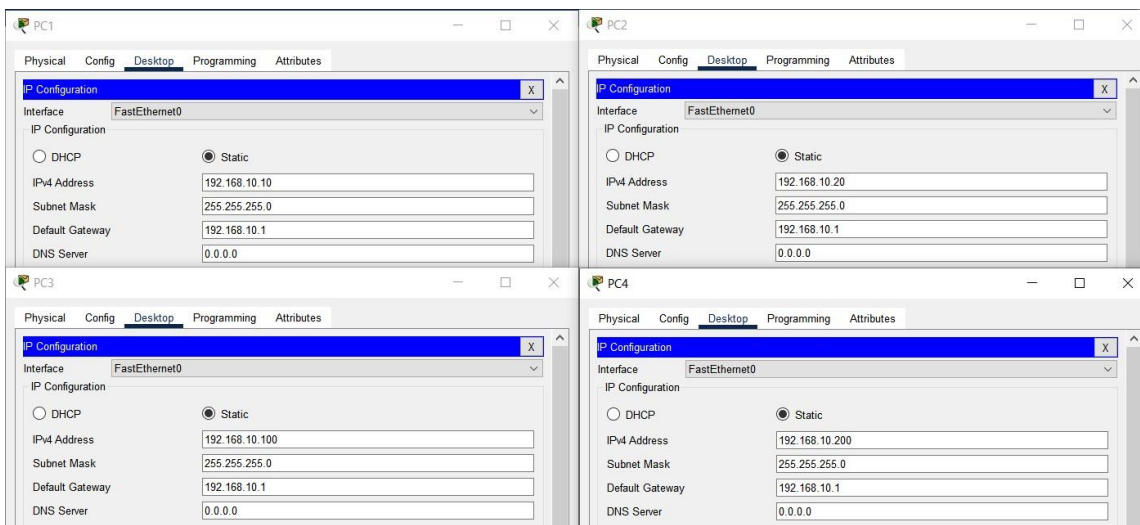 PC1
Physical Config Desktop Programming Attributes
IP Configuration X
Interface FastEthernet0
IP Configuration
DHCP Static
IPv4 Address 192.168.10.10
Subnet Mask 255.255.255.0
Default Gateway 192.168.10.1
DNS Server 0.0.0.0
PC2
Physical Config Desktop Programming Attributes
IP Configuration X
Interface FastEthernet0
IP Configuration
DHCP Static
IPv4 Address 192.168.10.20
Subnet Mask 255.255.255.0
Default Gateway 192.168.10.1
DNS Server 0.0.0.0
PC3
Physical Config Desktop Programming Attributes
IP Configuration X
Interface FastEthernet0
IP Configuration
DHCP Static
IPv4 Address 192.168.10.100
Subnet Mask 255.255.255.0
Default Gateway 192.168.10.1
DNS Server 0.0.0.0
PC4
Physical Config Desktop Programming Attributes
IP Configuration X
Interface FastEthernet0
IP Configuration
DHCP Static
IPv4 Address 192.168.10.200
Subnet Mask 255.255.255.0
Default Gateway 192.168.10.1
DNS Server 0.0.0.0